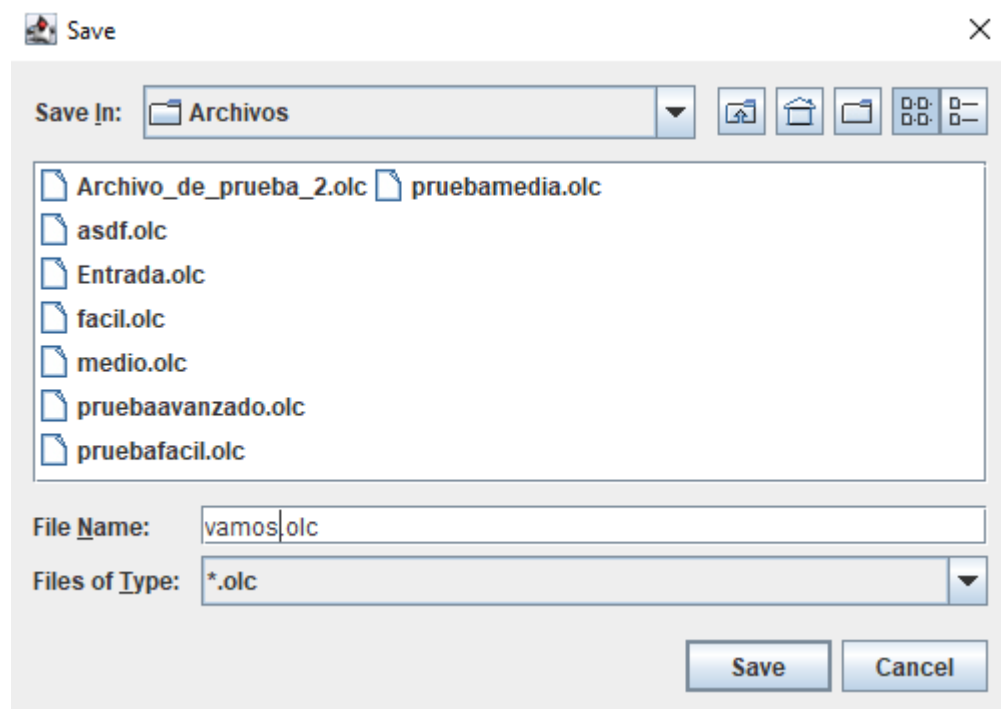 Save
Save In: Archivos
Archivo_de_prueba_2.olc pruebamedia.olc
asdf.olc
Entrada.olc
facil.olc
medio.olc
pruebaavanzado.olc
pruebafacil.olc
File Name: vamos.olc
Files of Type: *.olc
Save Cancel